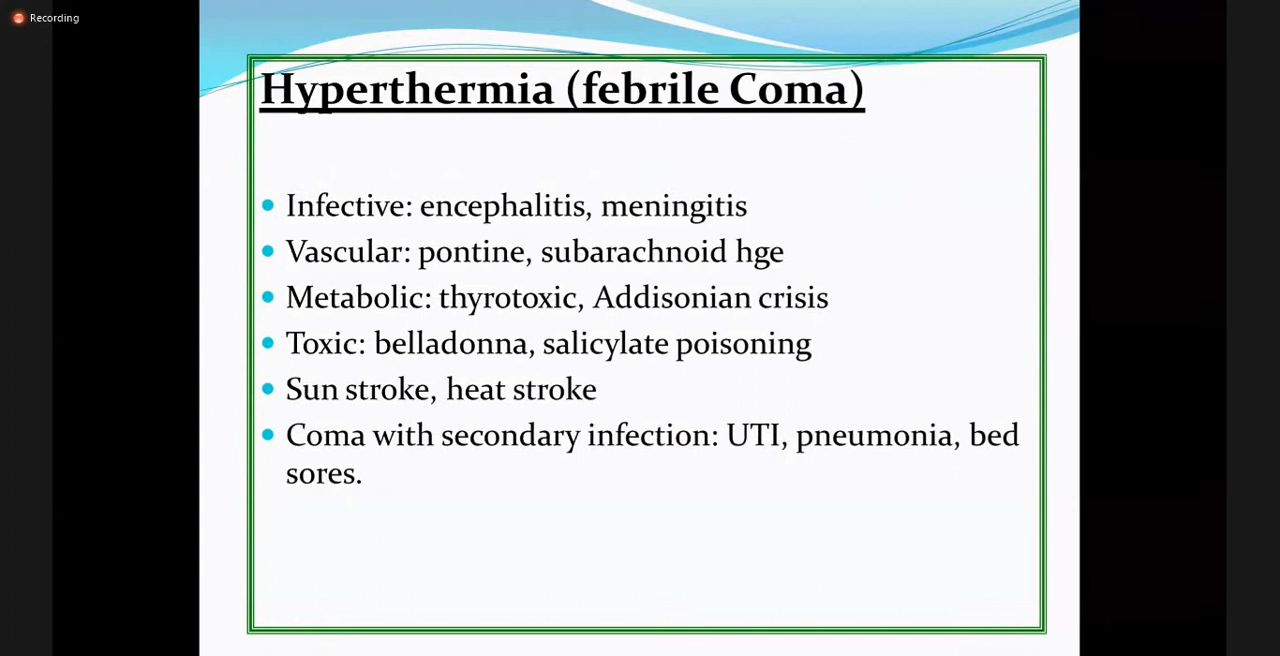 Recording
Hyperthermia (febrile Coma)
Infective: encephalitis, meningitis
Vascular: pontine, subarachnoid hge
Metabolic: thyrotoxic, Addisonian crisis
Toxic: belladonna, salicylate poisoning
Sun stroke, heat stroke
Coma with secondary infection: UTI, pneumonia, bed
sores.